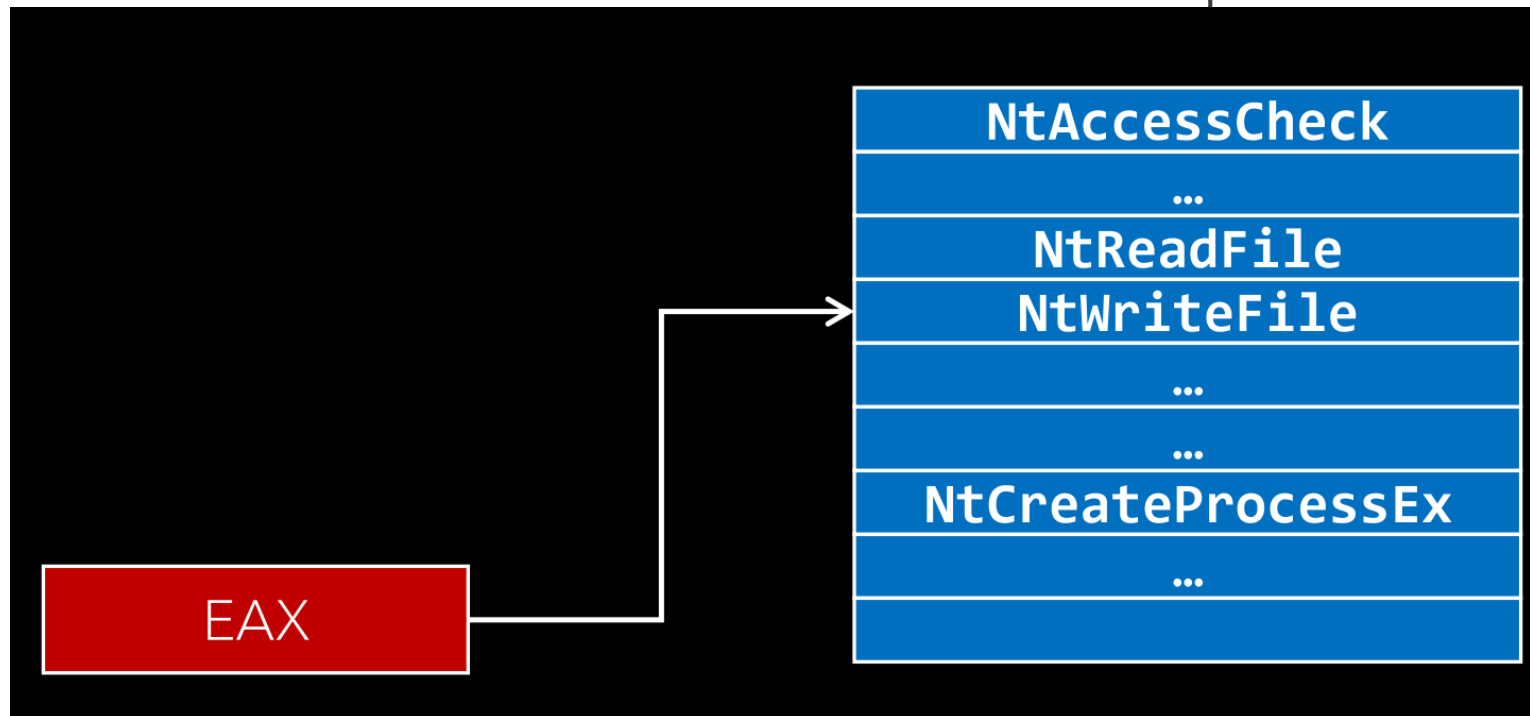 NtAccessCheck
…
NtReadFile
NtWriteFile
…
…
NtCreateProcessEx
…
EAX